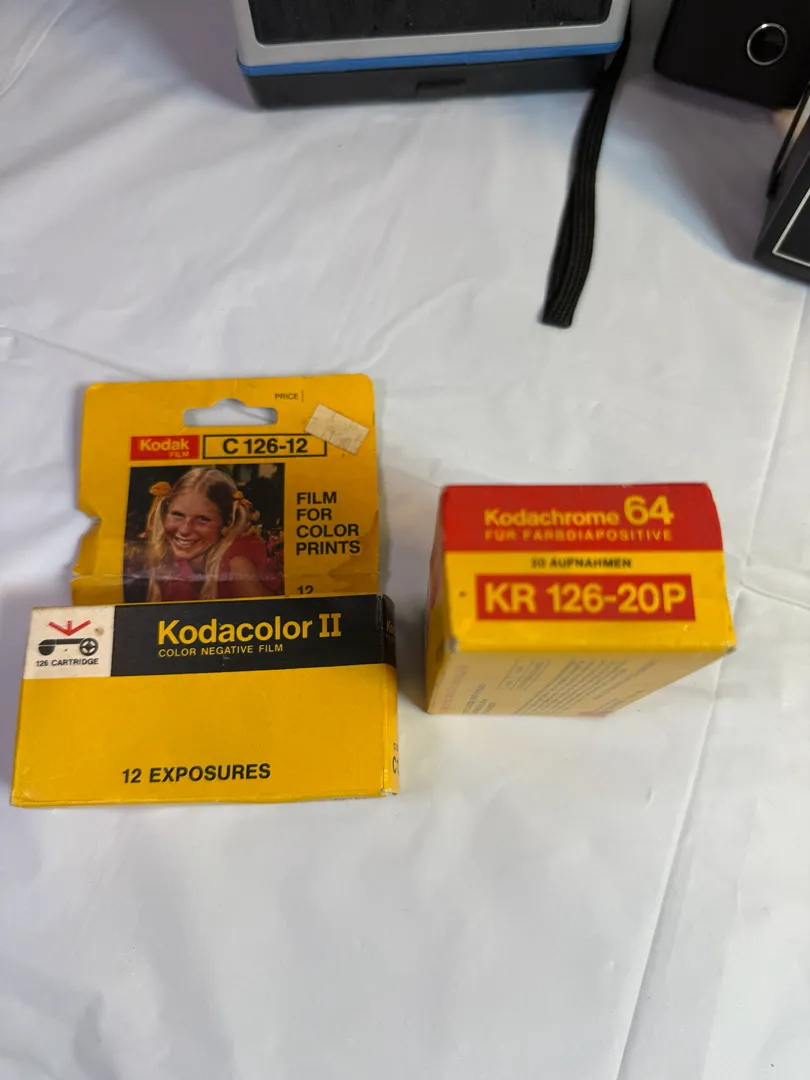 PRICE
Kodak
FILM
C 126-12
FILM
FOR
COLOR
PRINTS
12
Kodacolor II
COLOR NEGATIVE FILM
126 CARTRIDGE
12 EXPOSURES
Kodachrome 64
FÜR FARBDIAPOSITIVE
20 AUFNAHMEN
KR 126-20P